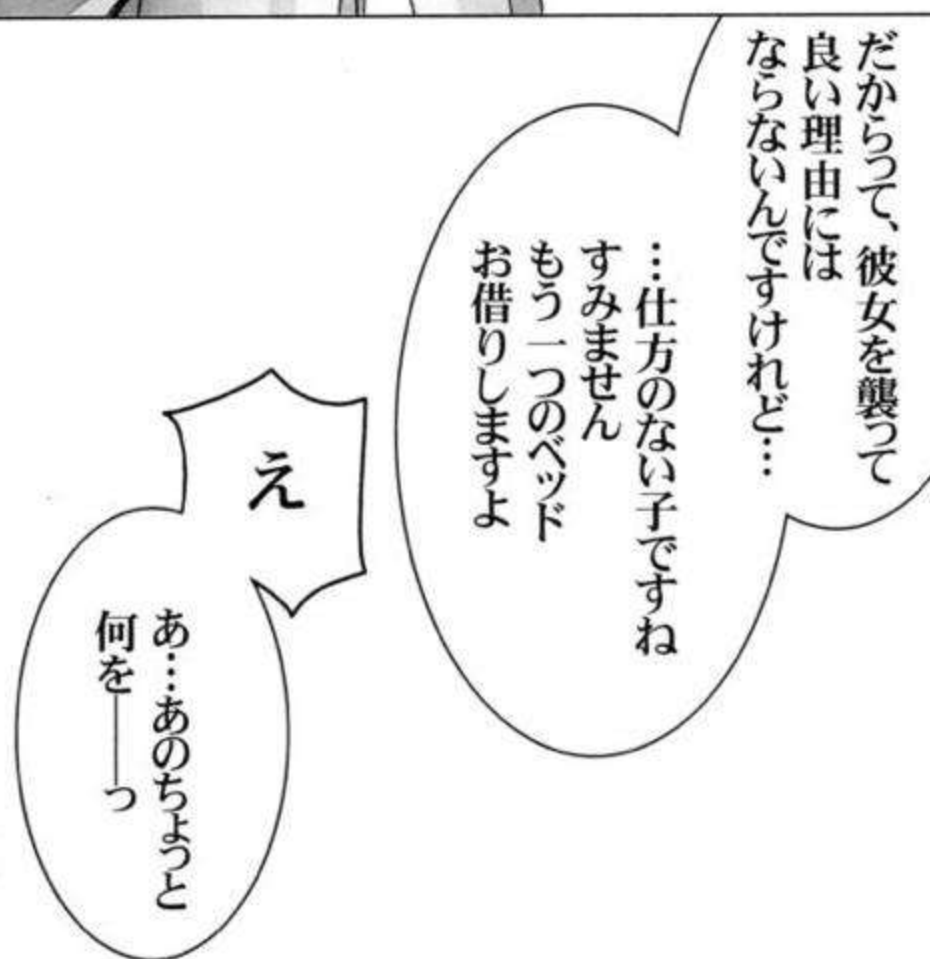 だからって、彼女を襲って
良い理由には
ならないんですけれど…
…仕方のない子ですね
すみません
もう一つのベッド
お借りしますよ
え
あ…あのちょっと
何を――っ